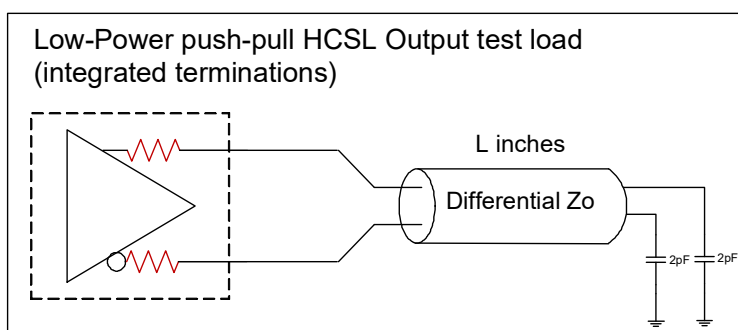 Low-Power push-pull HCSL Output test load
(integrated terminations)
L inches
Differential Zo
2pF
2pF